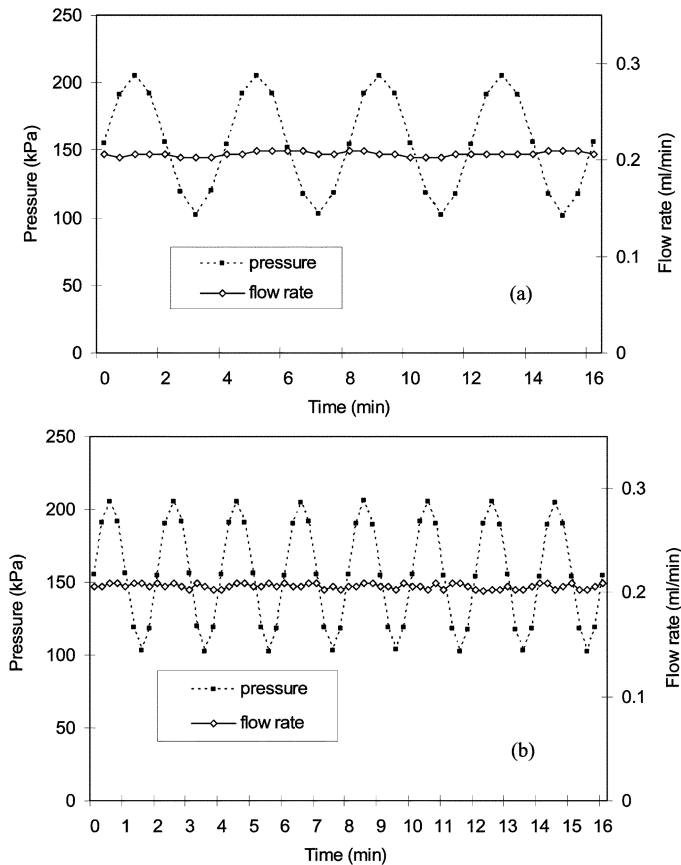 250
200
150
100
50
0
Pressure (kPa)
0.3
0.2
0.1
0
Flow rate (ml/min)
pressure
flow rate
(a)
0 2 4 6 8 10 12 14 16
Time (min)
250
200
150
100
50
0
Pressure (kPa)
0.3
0.2
0.1
0
Flow rate (ml/min)
pressure
flow rate
(b)
0 1 2 3 4 5 6 7 8 9 10 11 12 13 14 15 16
Time (min)